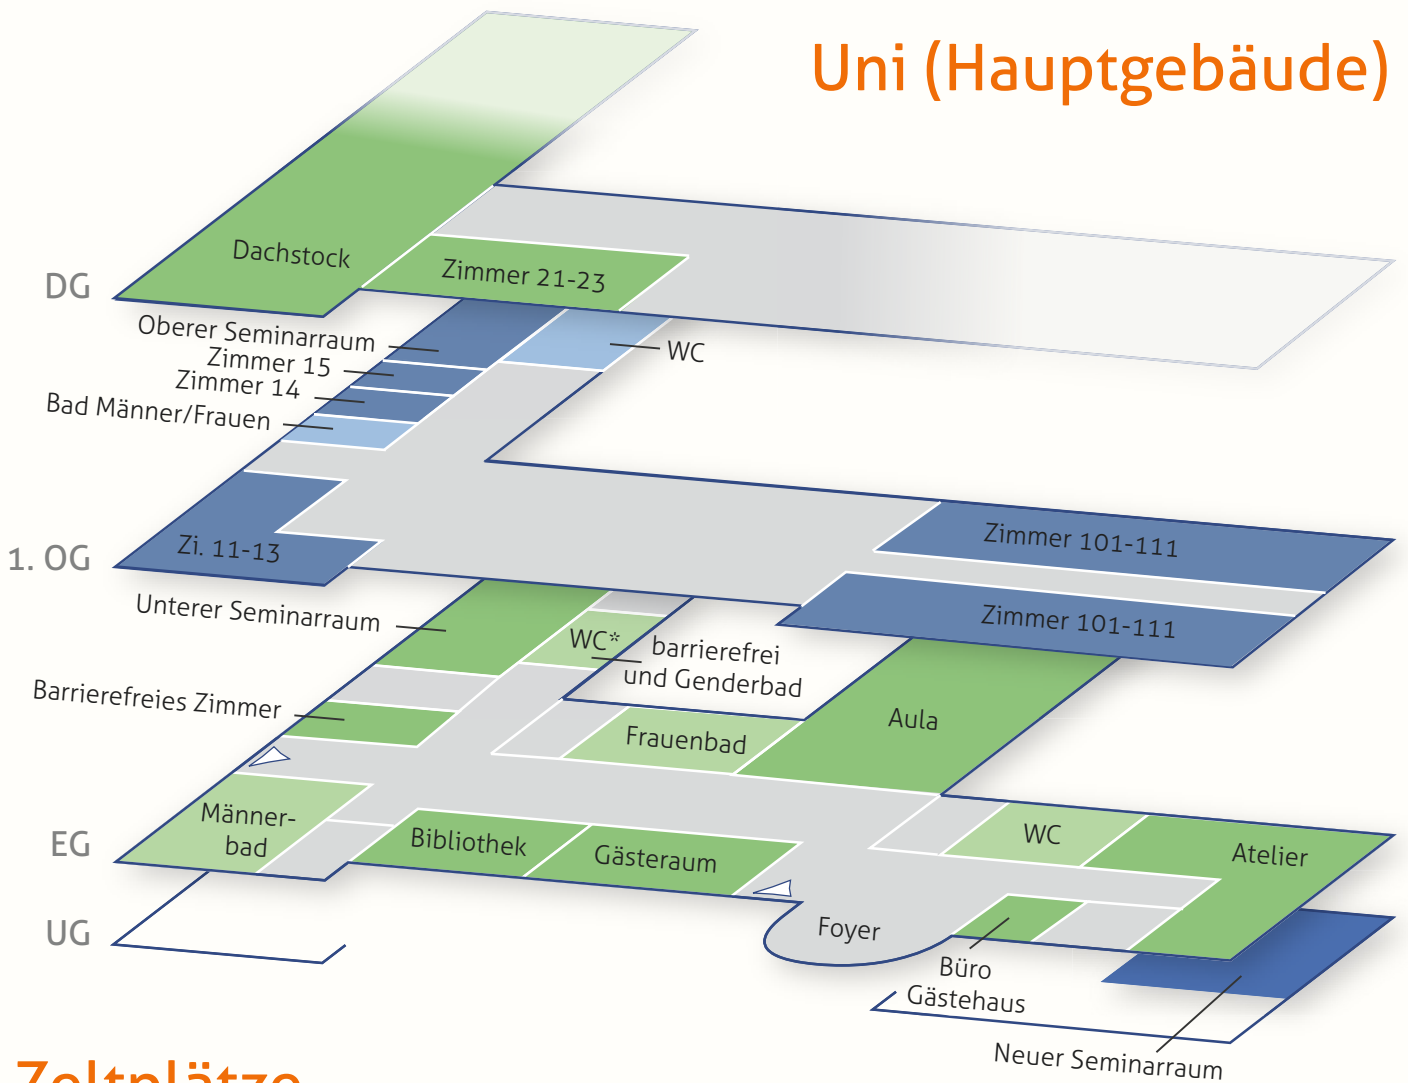 Uni (Hauptgebäude)
Dachstock
Zimmer 21-23
DG
Oberer Seminarraum
Zimmer 15
Zimmer 14
Bad Männer/Frauen
WC
Zimmer 101-111
Zi. 11-13
1. OG
Zimmer 101-111
Unterer Seminarraum
WC*
barrierefrei
und Genderbad
Barrierefreies Zimmer
Aula
Frauenbad
Männer-
bad
EG
Bibliothek
Gästeraum
WC
Atelier
UG
Foyer
Büro
Gästehaus
Neuer Seminarraum
Zeltplätze